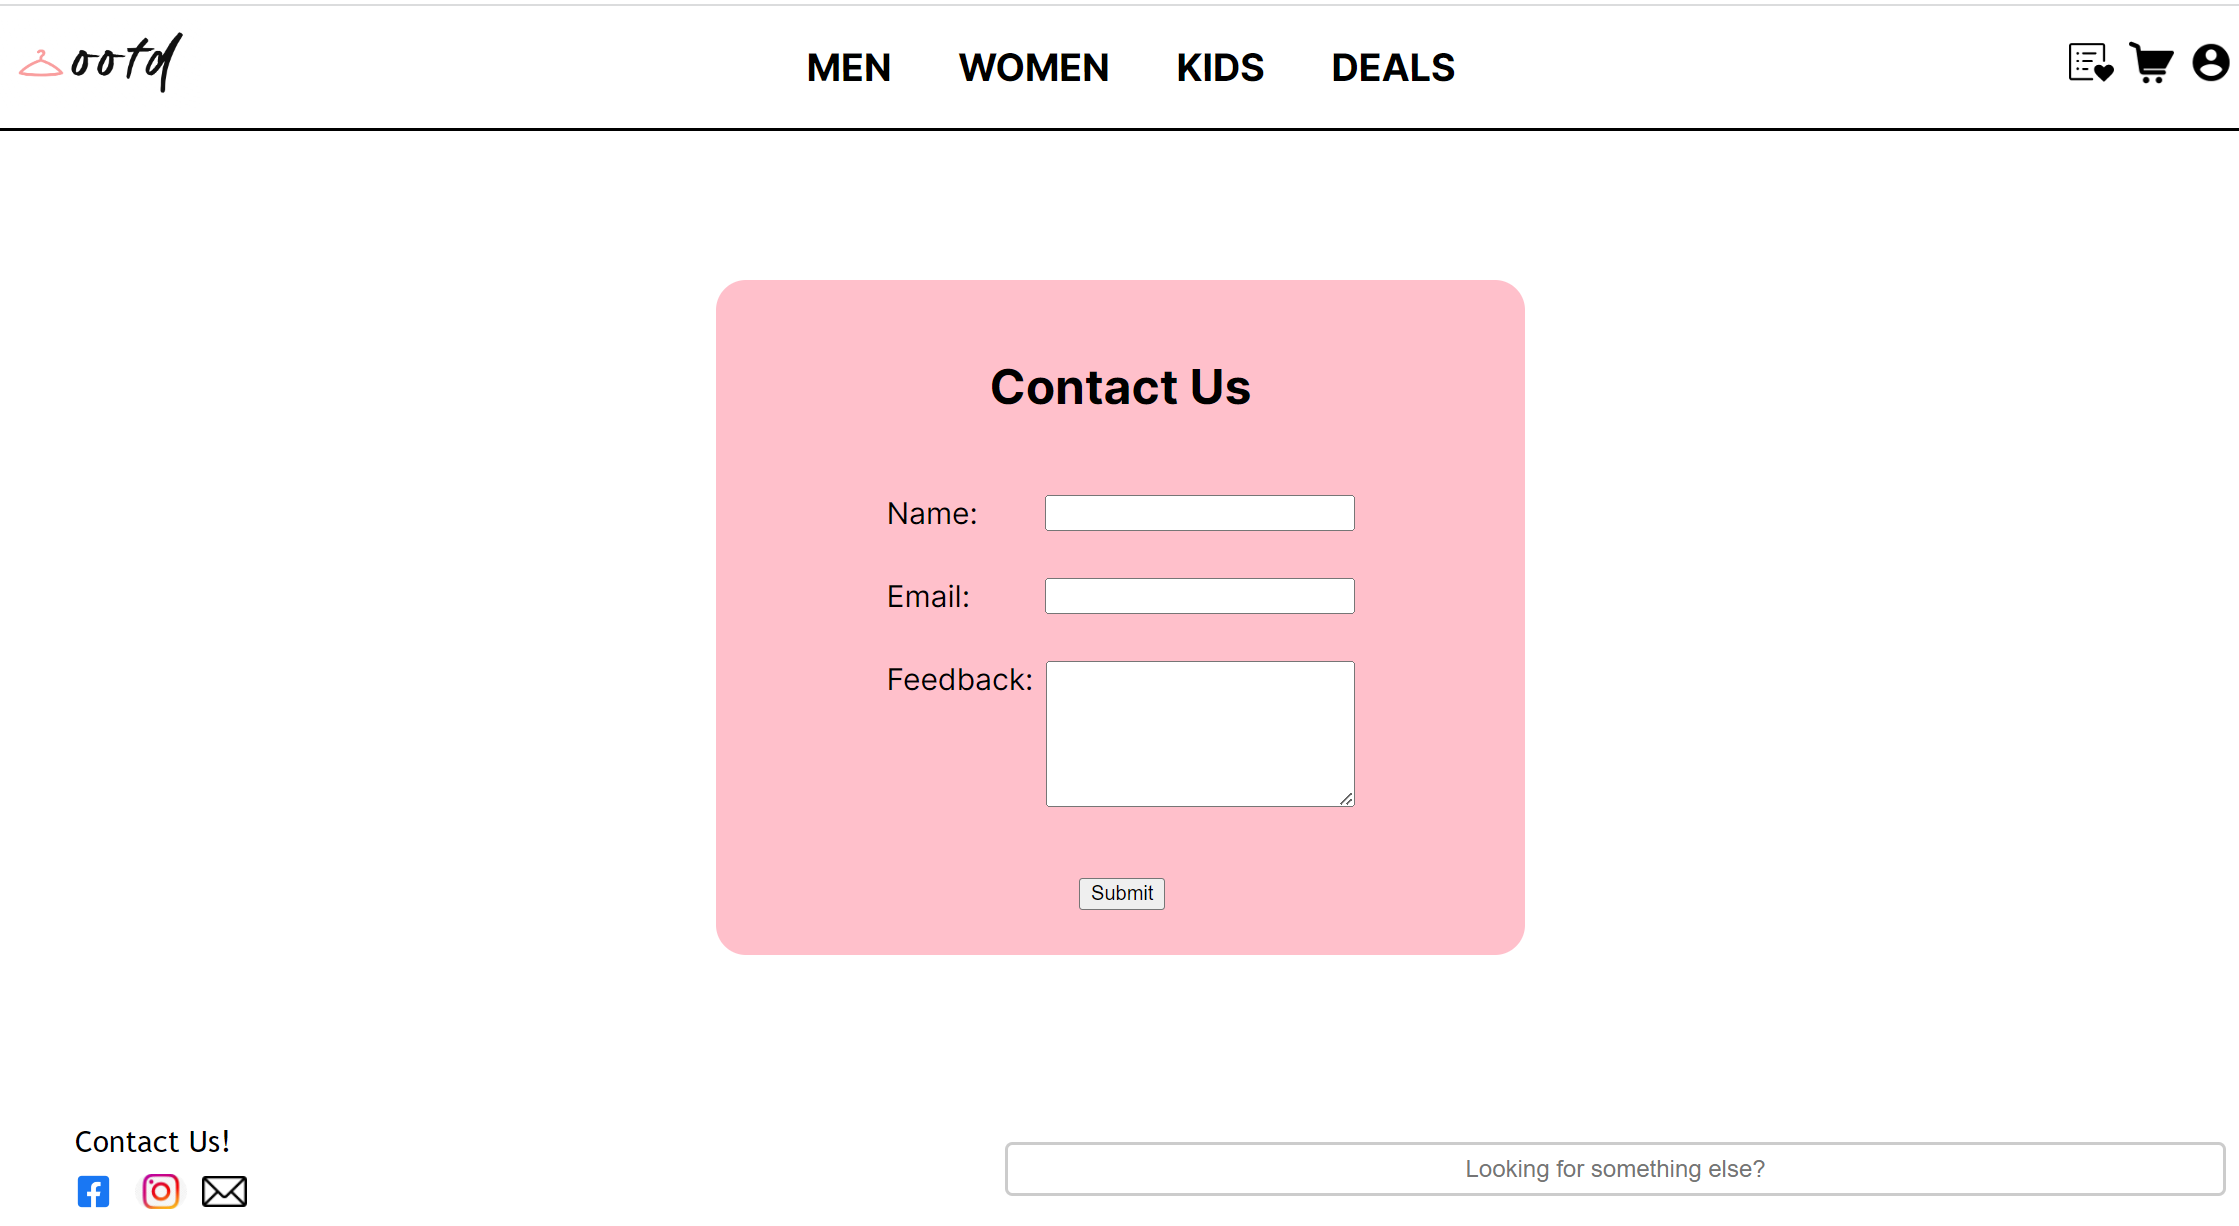 ootd MEN WOMEN KIDS DEALS
Contact Us
Name:
Email:
Feedback:
Submit
Contact Us!
Looking for something else?